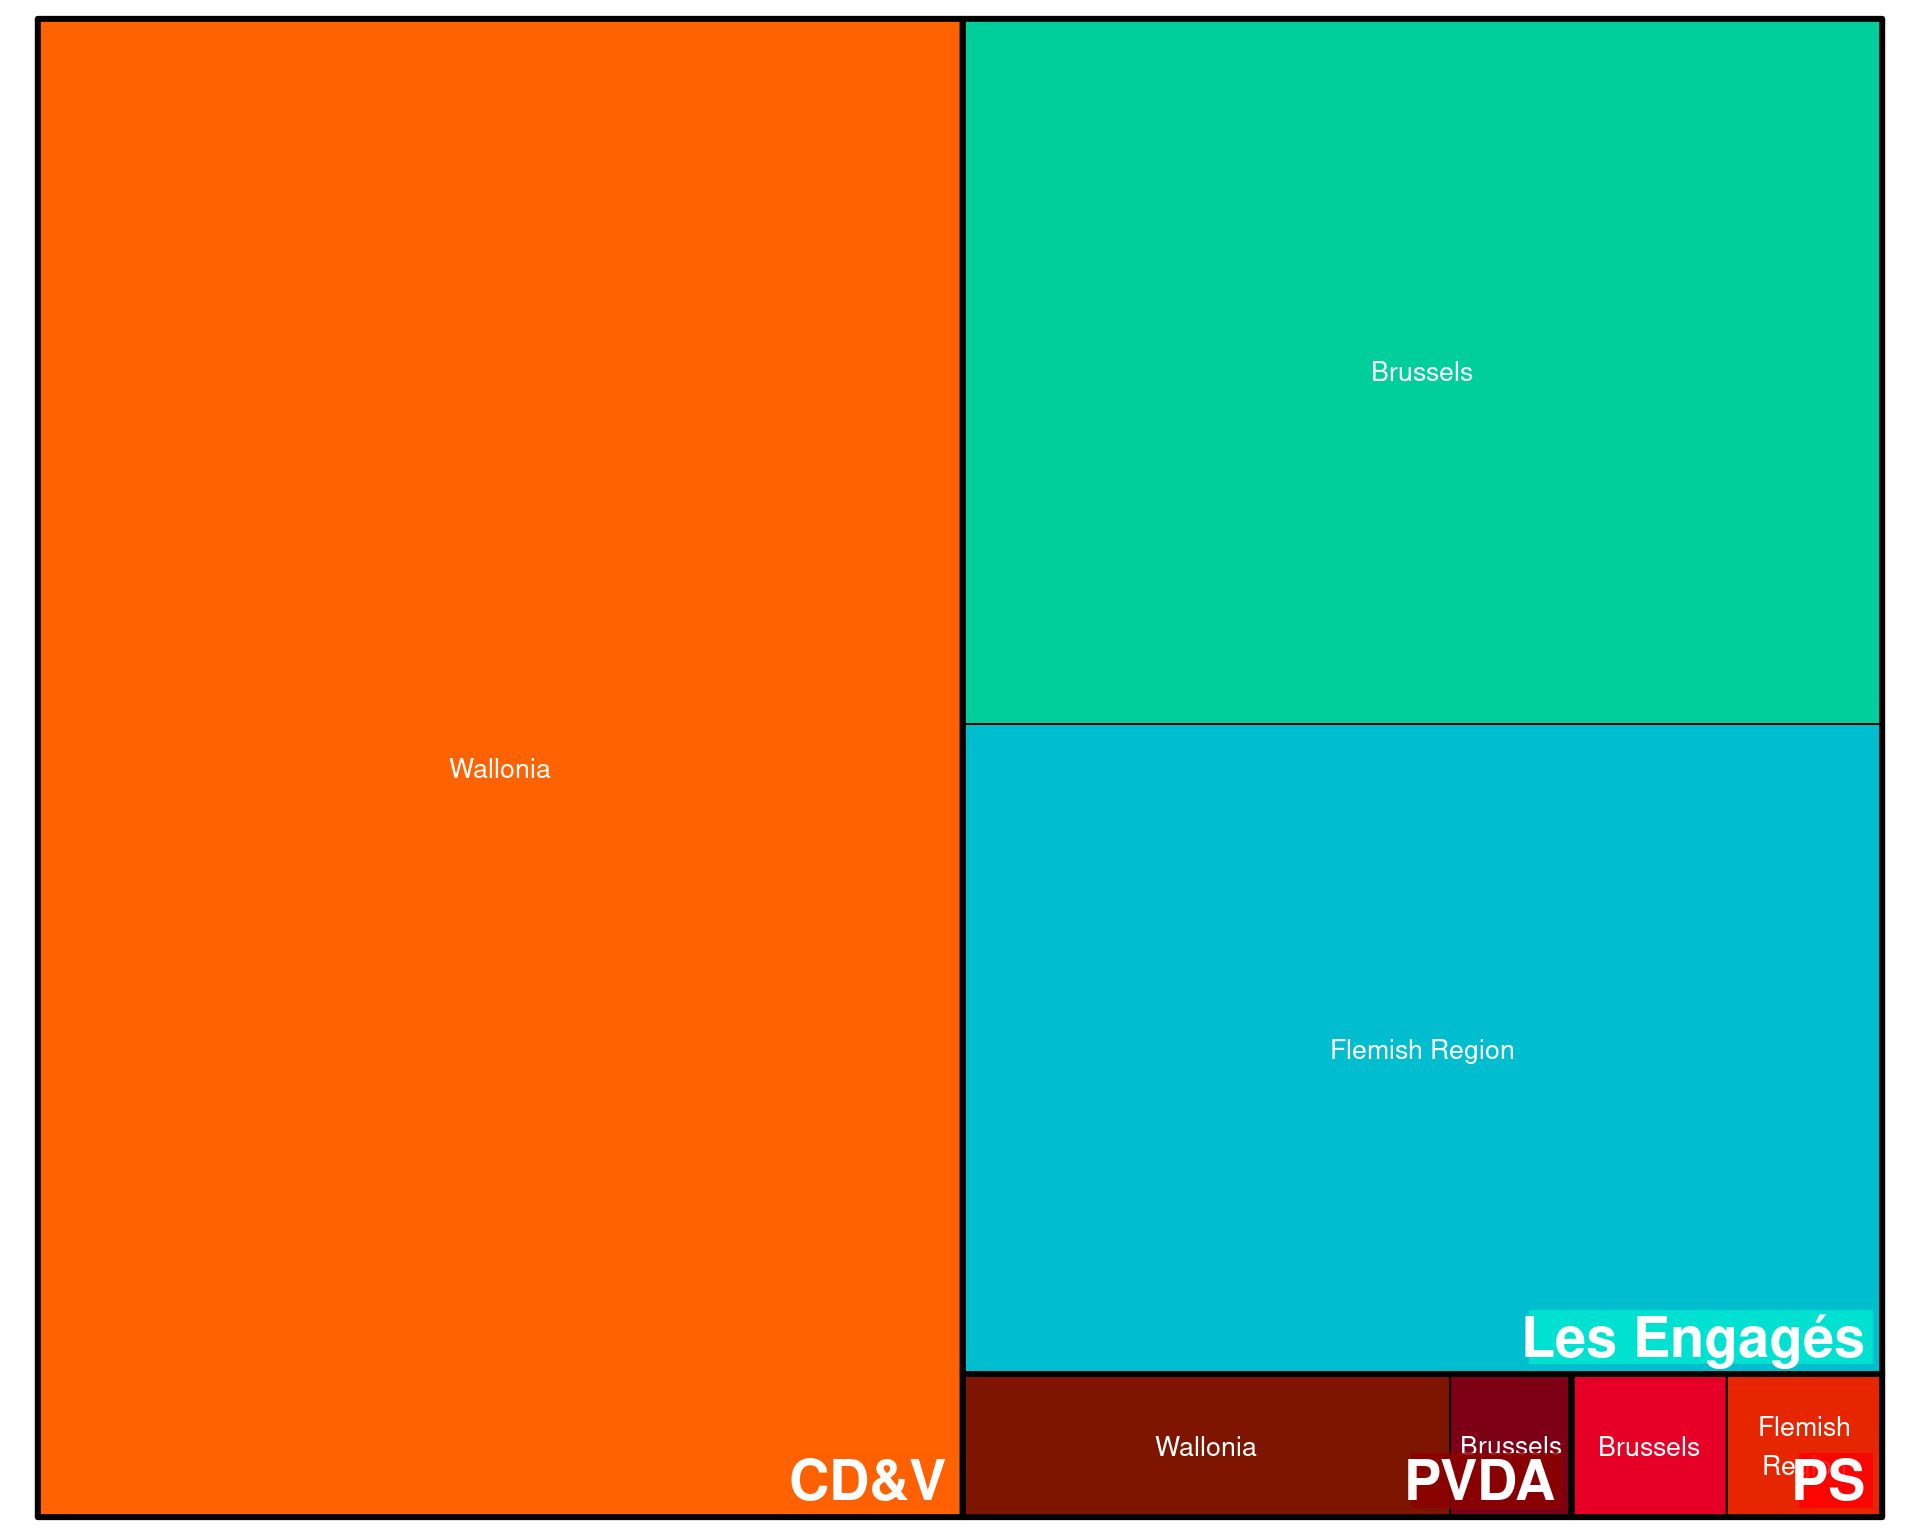 Brussels
Wallonia
Flemish Region
Les Engagés
Flemish
Wallonia
Brussels
Brussels
CD&V
PVDA
PS